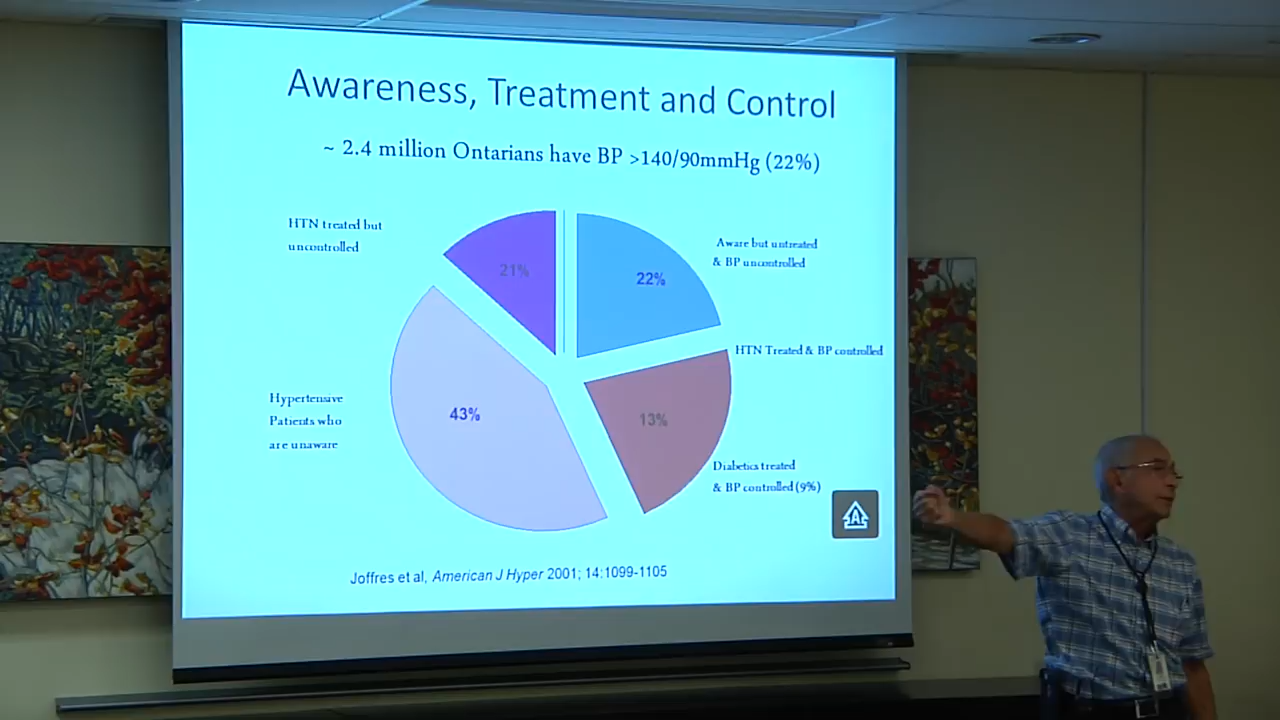 Awareness, Treatment and Control
~ 2.4 million Ontarians have BP >140/90mmHg (22%)
HTN treated but
uncontrolled
21%
22%
Aware but untreated
& BP uncontrolled
HTN Treated & BP controlled
Hypertensive
Patients who
are unaware
43%
13%
Diabetics treated
& BP controlled (9%)
A
Joffres et al, American J Hyper 2001; 14:1099-1105